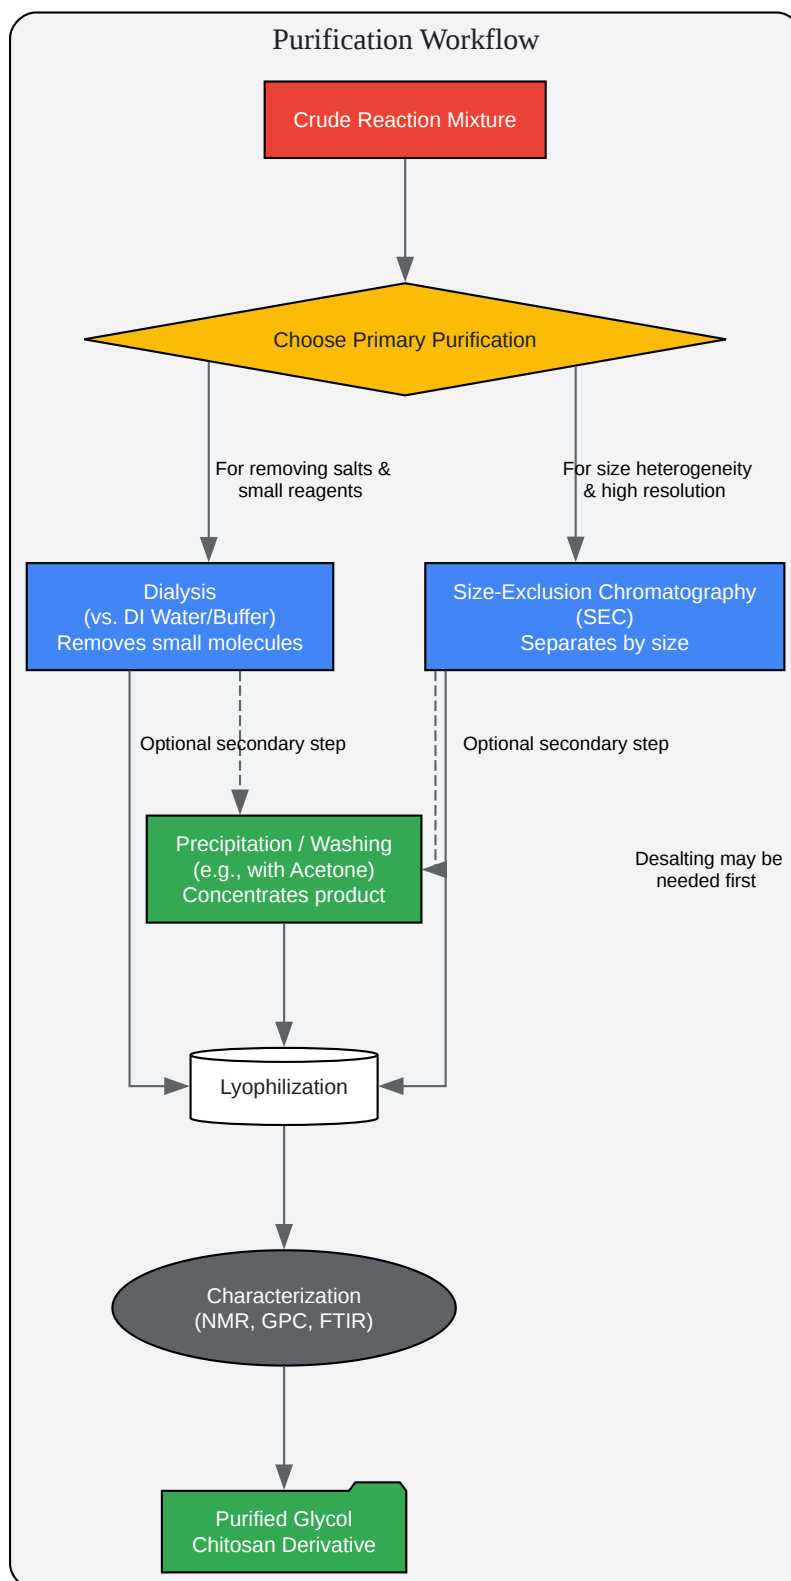 Purification Workflow
Crude Reaction Mixture
Choose Primary Purification
For removing salts &
small reagents
For size heterogeneity
& high resolution
Dialysis
(vs. DI Water/Buffer)
Removes small molecules
Size-Exclusion Chromatography
(SEC)
Separates by size
Optional secondary step
Optional secondary step
Precipitation / Washing
(e.g., with Acetone)
Concentrates product
Desalting may be
needed first
Lyophilization
Characterization
(NMR, GPC, FTIR)
Purified Glycol
Chitosan Derivative